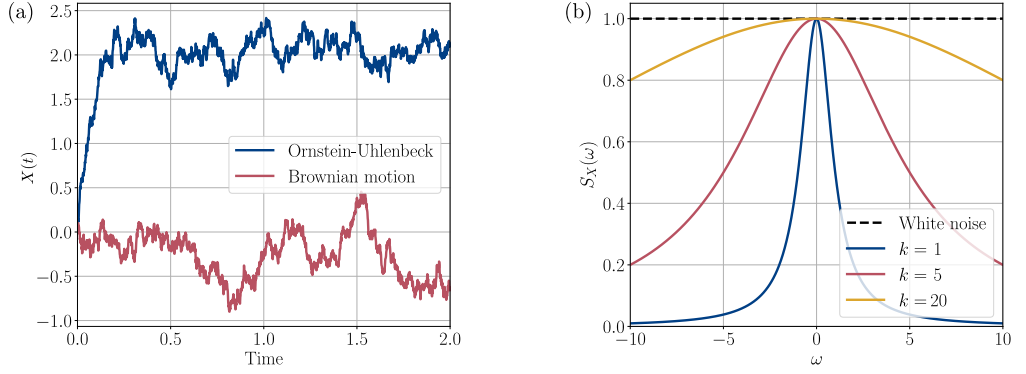 (a)
X(t)
2.5
2.0
1.5
1.0
0.5
0.0
−0.5
−1.0
Ornstein-Uhlenbeck
Brownian motion
0.0 0.5 1.0 1.5 2.0
Time
(b)
S_X(ω)
1.0
0.8
0.6
0.4
0.2
0.0
White noise
k = 1
k = 5
k = 20
−10 −5 0 5 10
ω